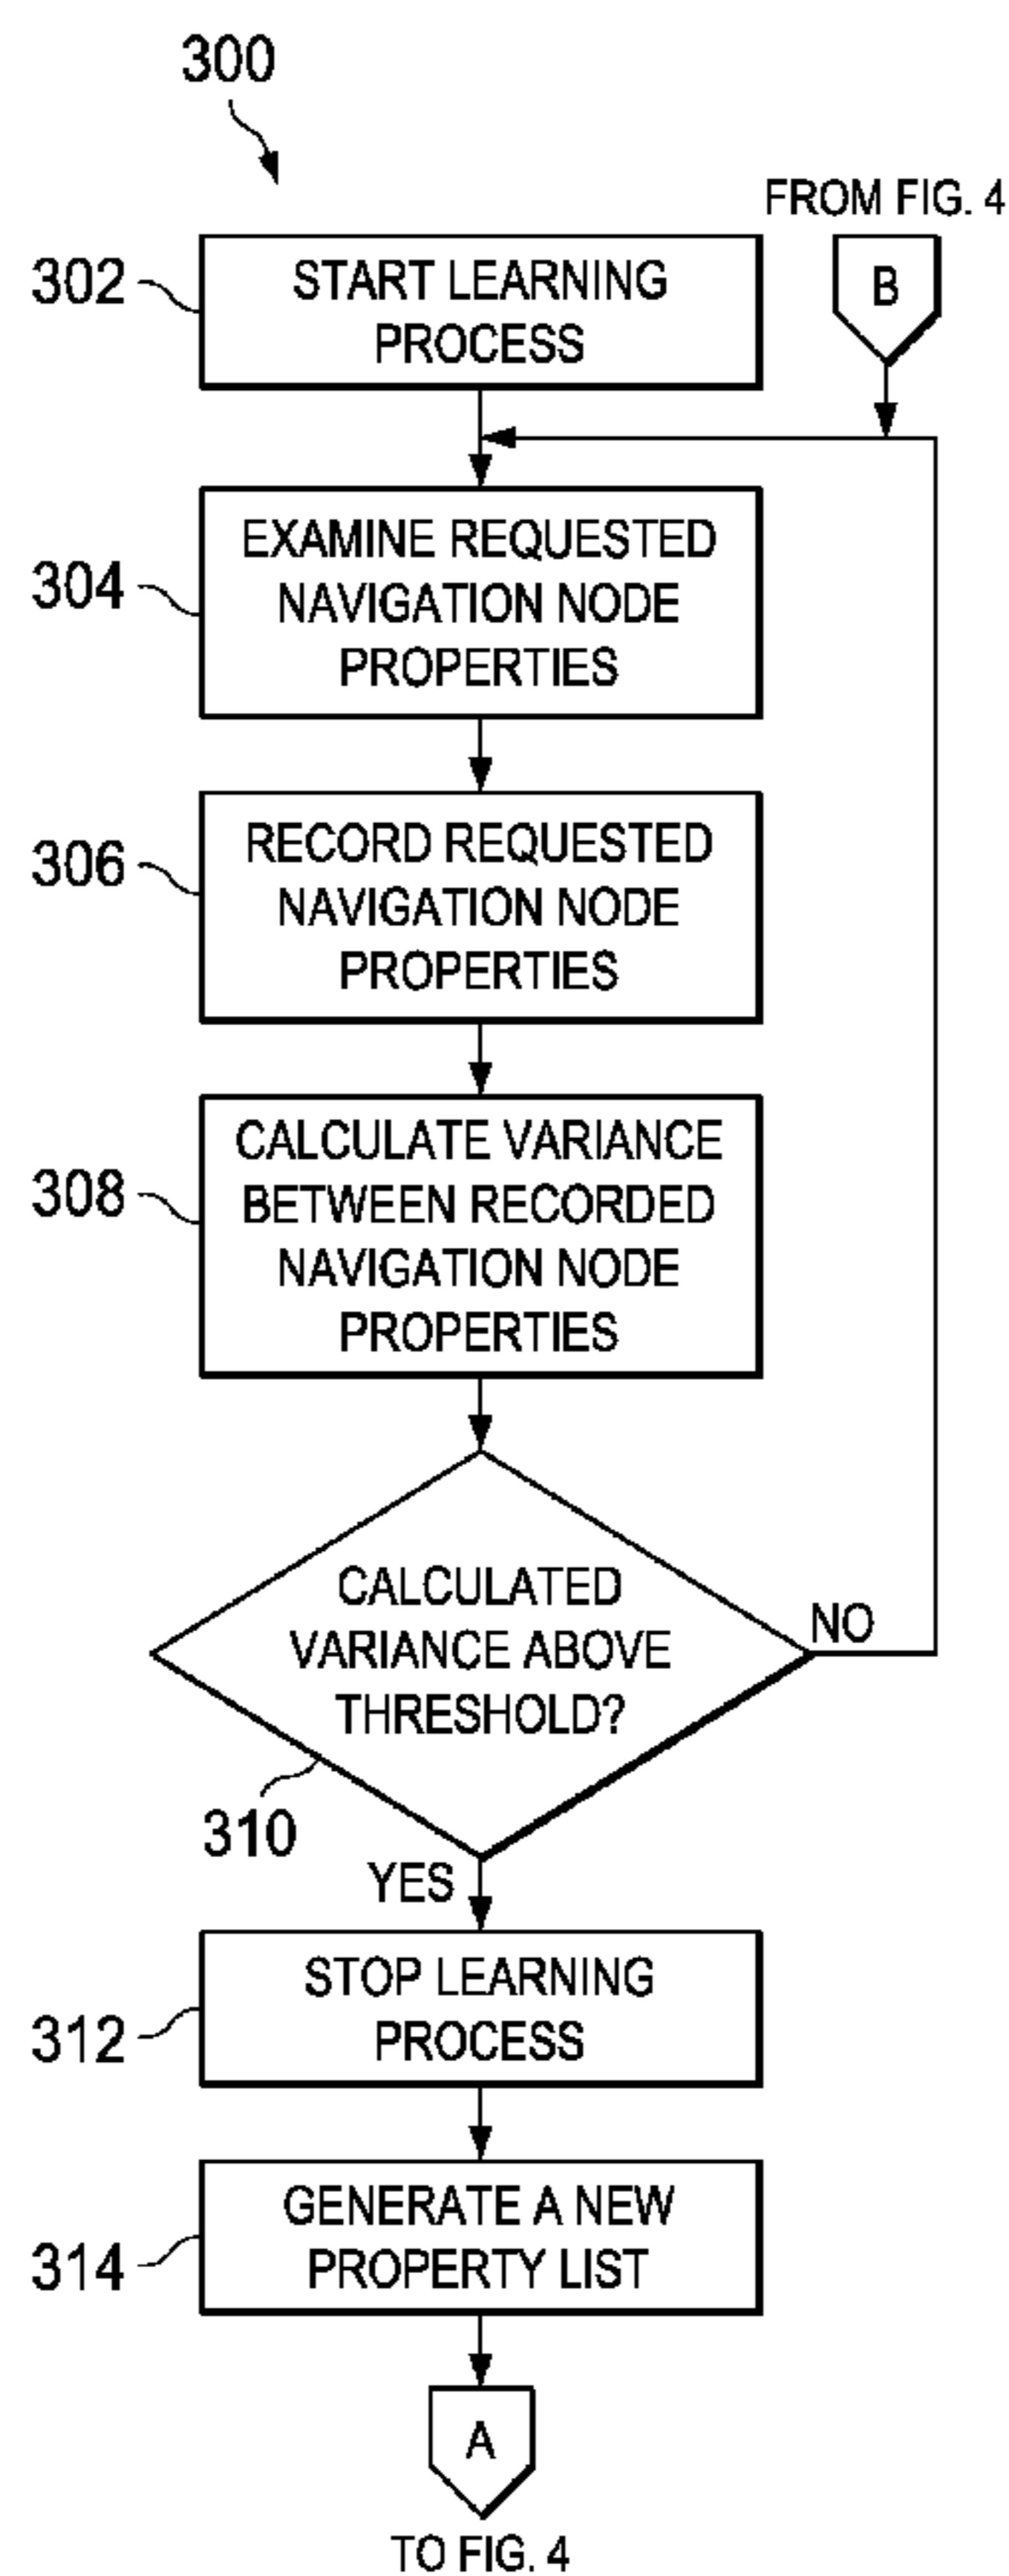 300
FROM FIG. 4
B
302
START LEARNING
PROCESS
304
EXAMINE REQUESTED
NAVIGATION NODE
PROPERTIES
306
RECORD REQUESTED
NAVIGATION NODE
PROPERTIES
308
CALCULATE VARIANCE
BETWEEN RECORDED
NAVIGATION NODE
PROPERTIES
CALCULATED
VARIANCE ABOVE
THRESHOLD?
NO
310
YES
312
STOP LEARNING
PROCESS
314
GENERATE A NEW
PROPERTY LIST
A
TO FIG. 4